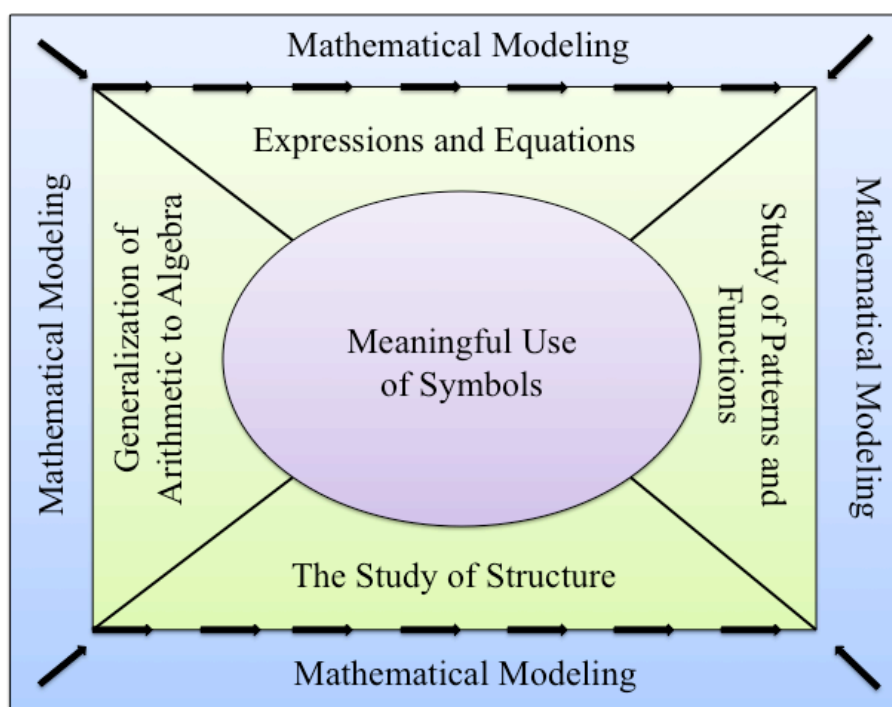 Mathematical Modeling
Expressions and Equations
Mathematical Modeling
Generalization of
Arithmetic to Algebra
Meaningful Use
of Symbols
Study of Patterns and
Functions
Mathematical Modeling
The Study of Structure
Mathematical Modeling